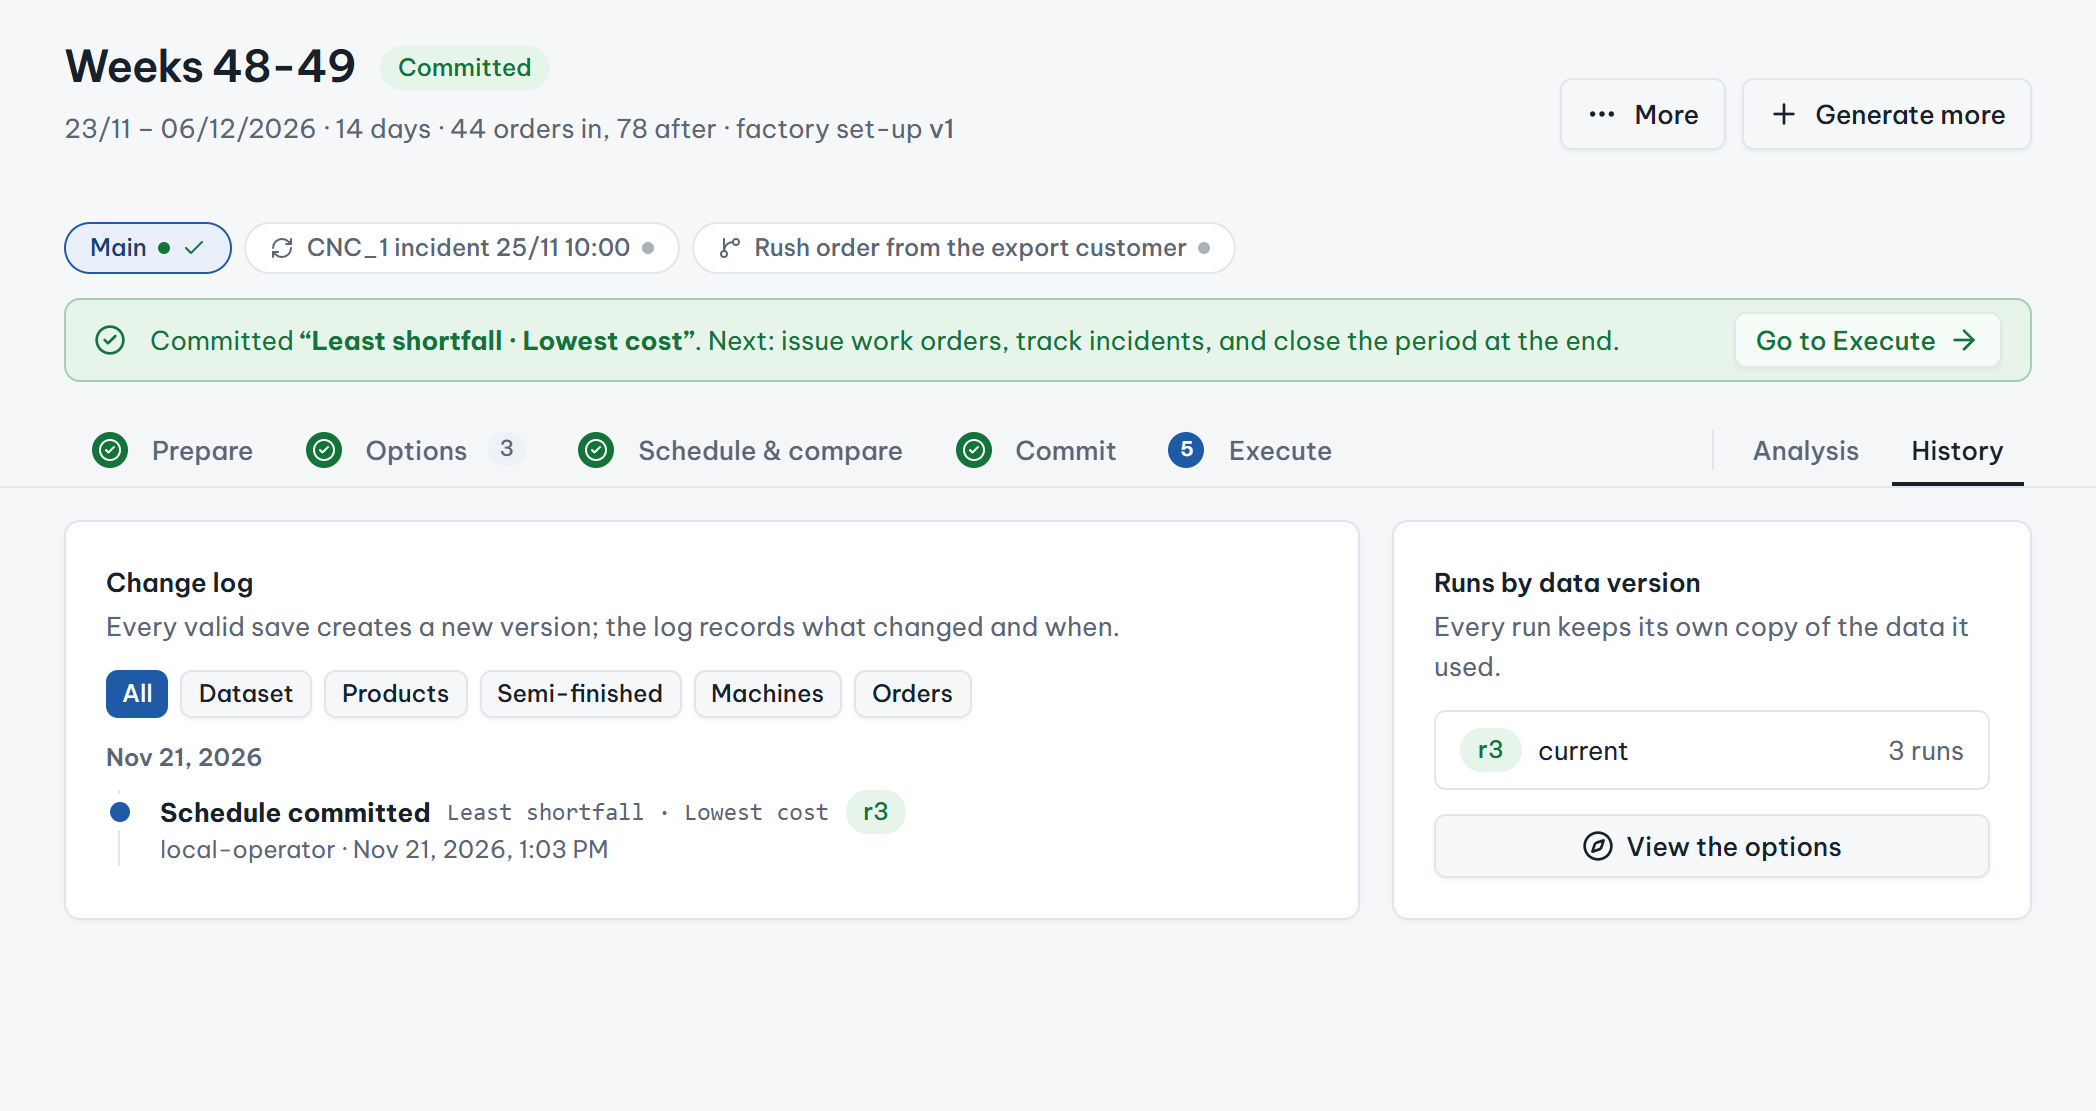 Weeks 48-49
Committed
23/11 – 06/12/2026 · 14 days · 44 orders in, 78 after · factory set-up v1
More
Generate more
Main
CNC_1 incident 25/11 10:00
Rush order from the export customer
Committed “Least shortfall · Lowest cost”. Next: issue work orders, track incidents, and close the period at the end.
Go to Execute
Prepare
Options 3
Schedule & compare
Commit
5 Execute
Analysis
History
Change log
Every valid save creates a new version; the log records what changed and when.
All
Dataset
Products
Semi-finished
Machines
Orders
Nov 21, 2026
Schedule committed Least shortfall · Lowest cost r3
local-operator · Nov 21, 2026, 1:03 PM
Runs by data version
Every run keeps its own copy of the data it
used.
r3 current 3 runs
View the options